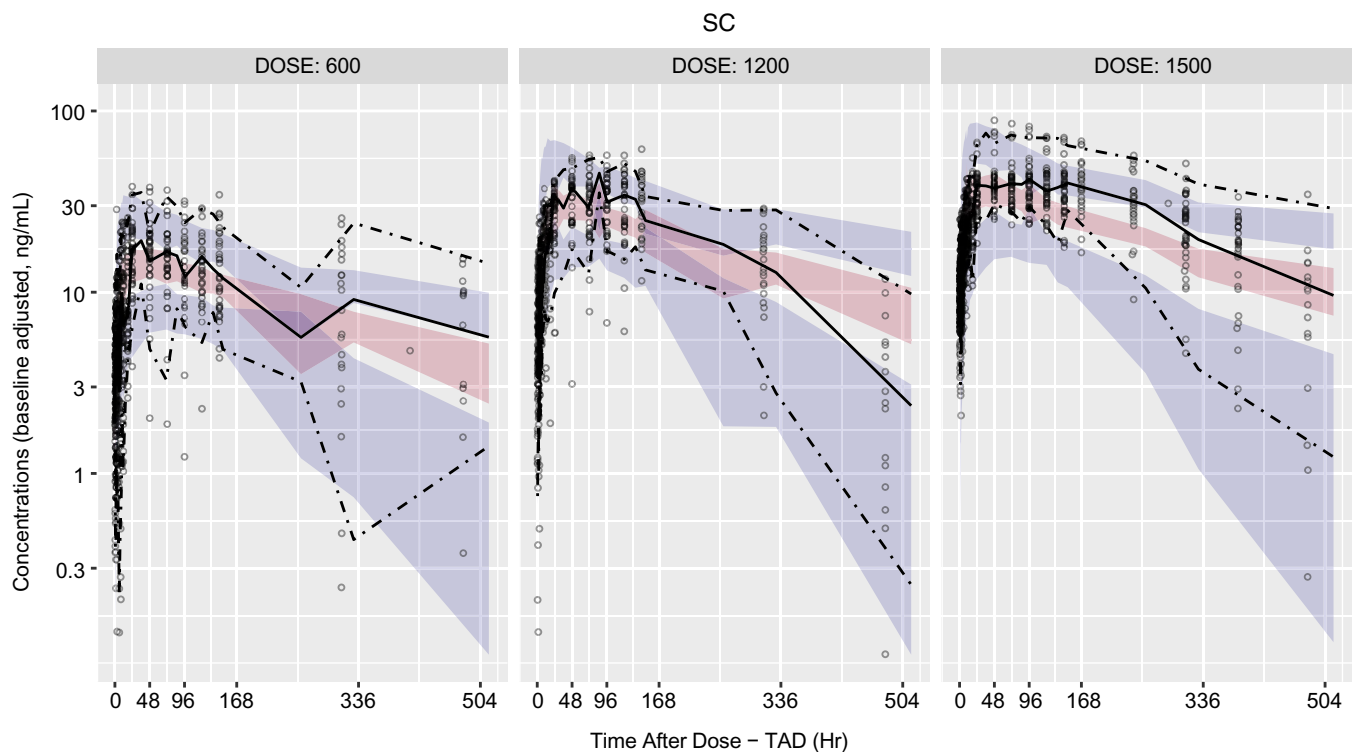 SC
DOSE: 600
DOSE: 1200
DOSE: 1500
Concentrations (baseline adjusted, ng/mL)
100
30
10
3
1
0.3
0 48 96 168 336 504
0 48 96 168 336 504
0 48 96 168 336 504
Time After Dose − TAD (Hr)